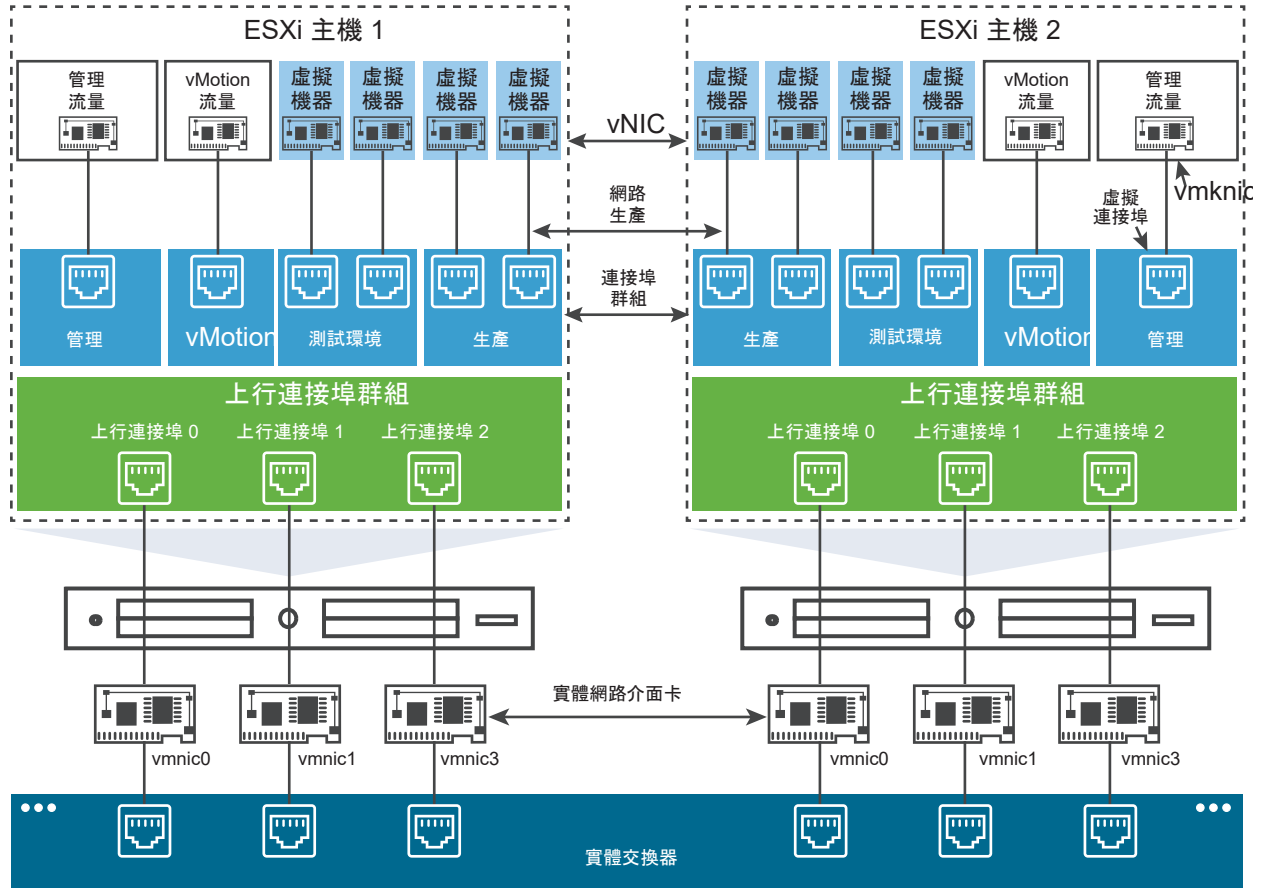 ESXi 主機 1
ESXi 主機 2
管理
流量
vMotion
流量
虛擬
機器
虛擬
機器
虛擬
機器
虛擬
機器
vNIC
虛擬
機器
虛擬
機器
虛擬
機器
虛擬
機器
vMotion
流量
管理
流量
vmknic
網路
生產
虛擬
連接埠
連接埠
群組
管理
vMotion
測試環境
生產
生產
測試環境
vMotion
管理
上行連接埠群組
上行連接埠 0
上行連接埠 1
上行連接埠 2
上行連接埠群組
上行連接埠 0
上行連接埠 1
上行連接埠 2
實體網路介面卡
vmnic0
vmnic1
vmnic3
vmnic0
vmnic1
vmnic3
實體交換器